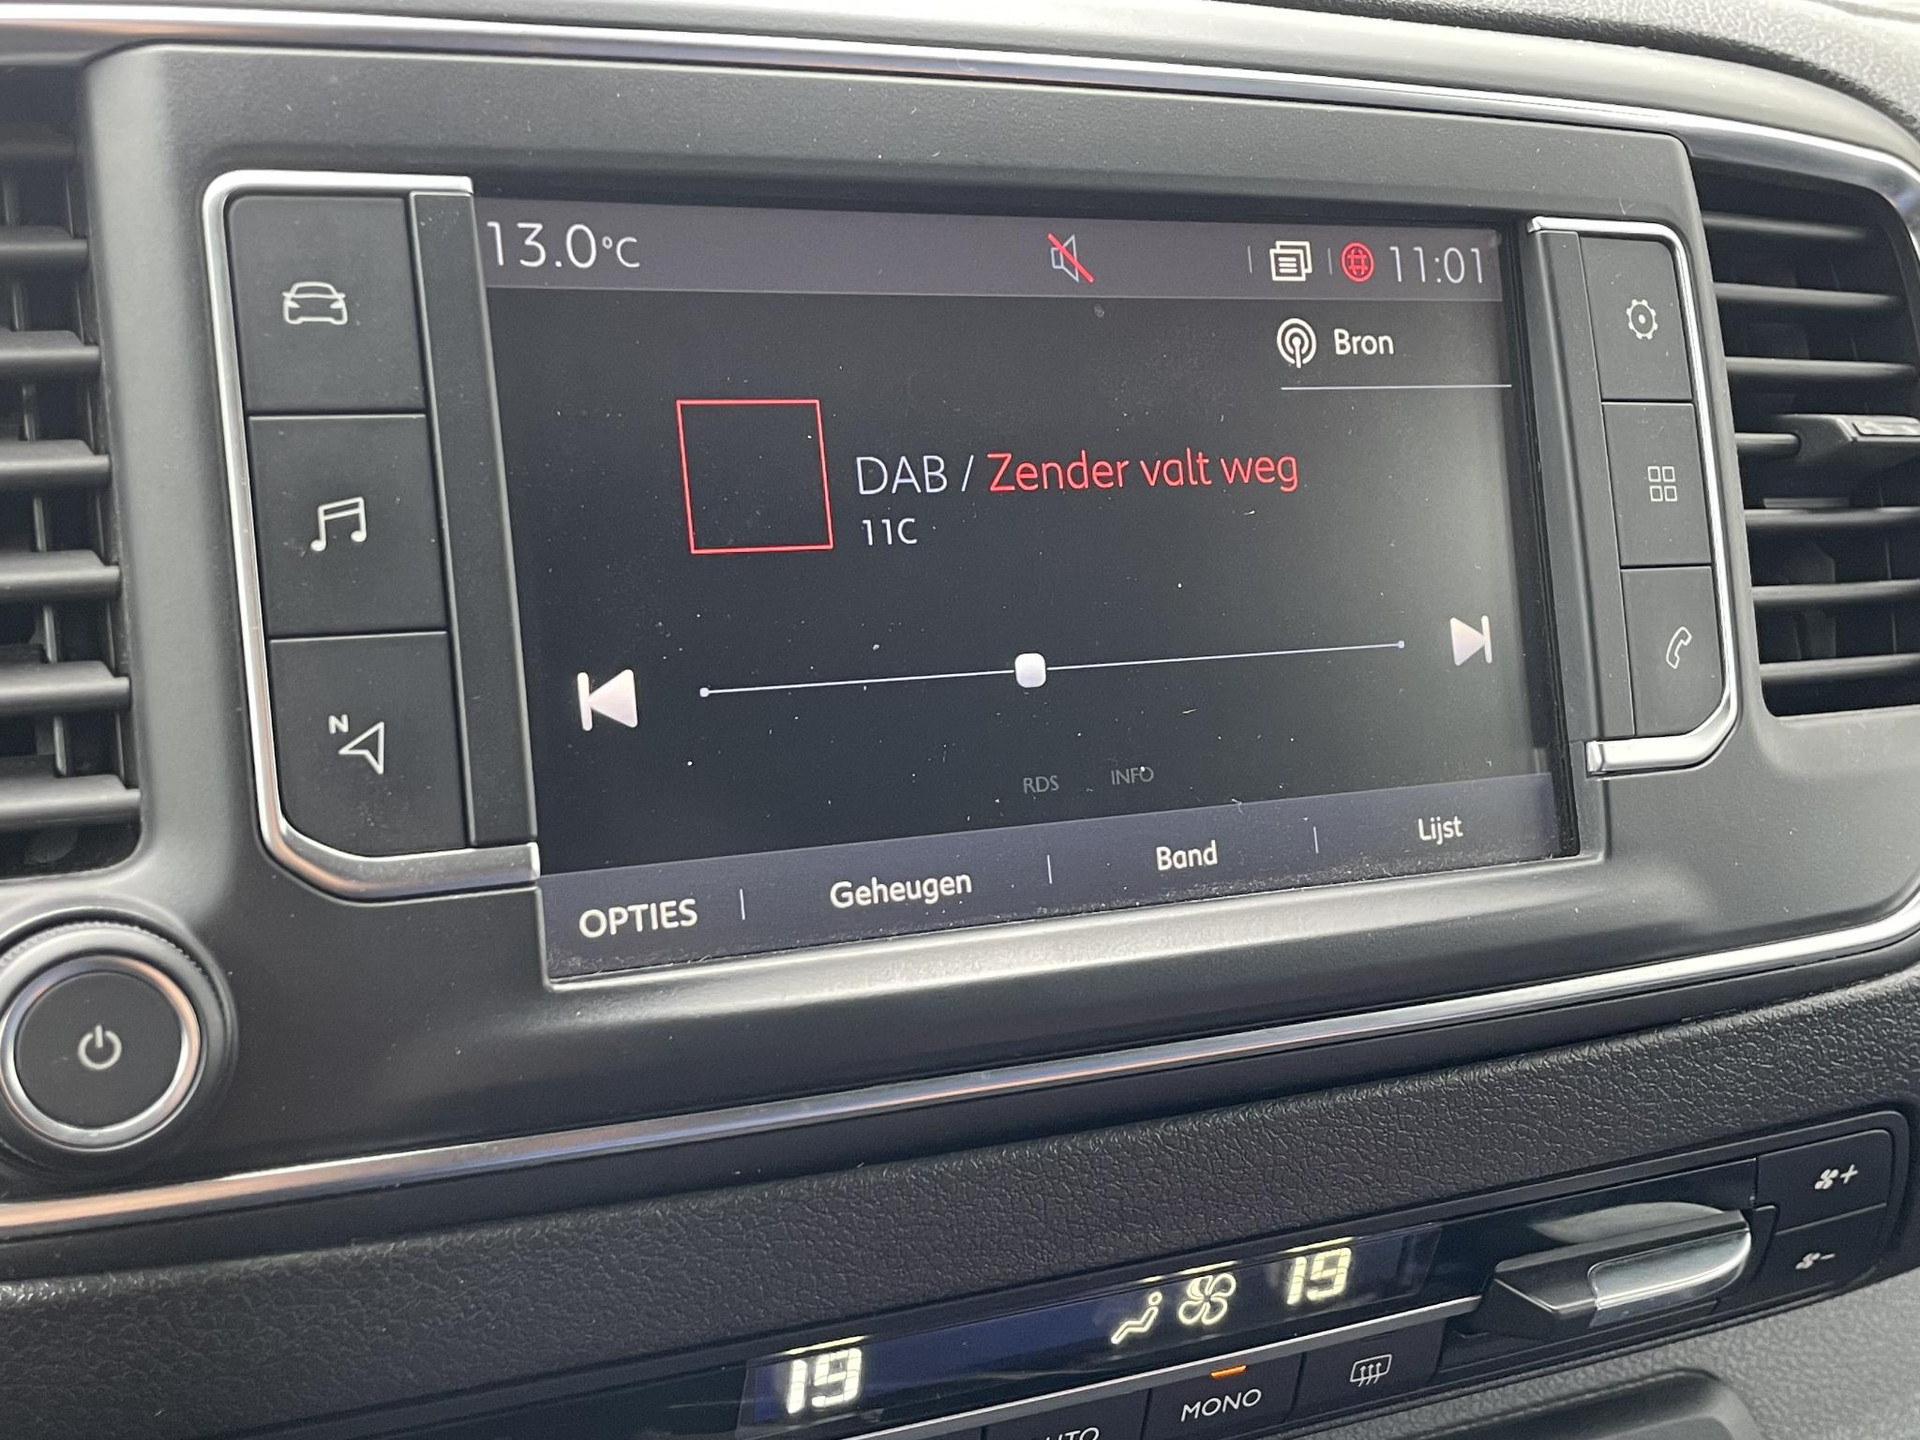 13.0°C
11:01
Bron
DAB / Zender valt weg
11C
RDS INFO
OPTIES
Geheugen
Band
Lijst
N
19
19
MONO